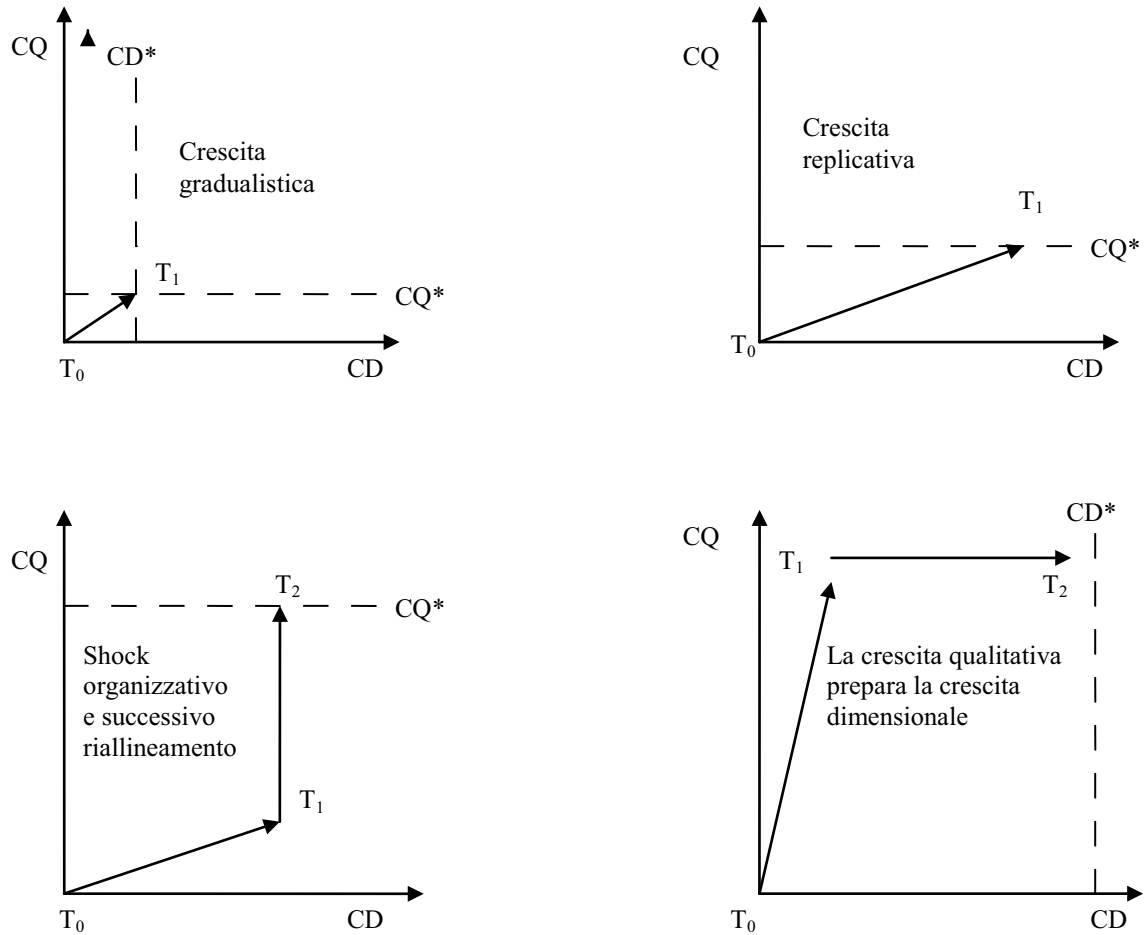 CQ
CD*
Crescita
gradualistica
T₁
CQ*
T₀
CD
CQ
Crescita
replicativa
T₁
CQ*
T₀
CD
CQ
T₂
CQ*
Shock
organizzativo
e successivo
riallineamento
T₁
T₀
CD
CQ
CD*
T₁
T₂
La crescita qualitativa
prepara la crescita
dimensionale
T₀
CD